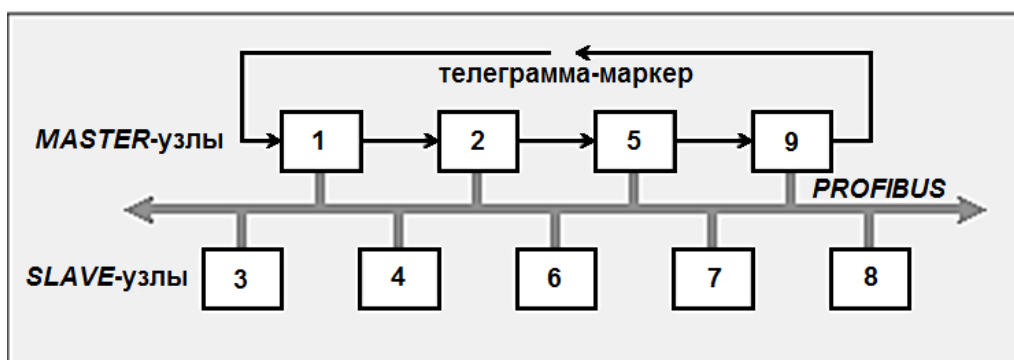 телеграмма-маркер
MASTER-узлы 1 2 5 9
PROFIBUS
SLAVE-узлы 3 4 6 7 8